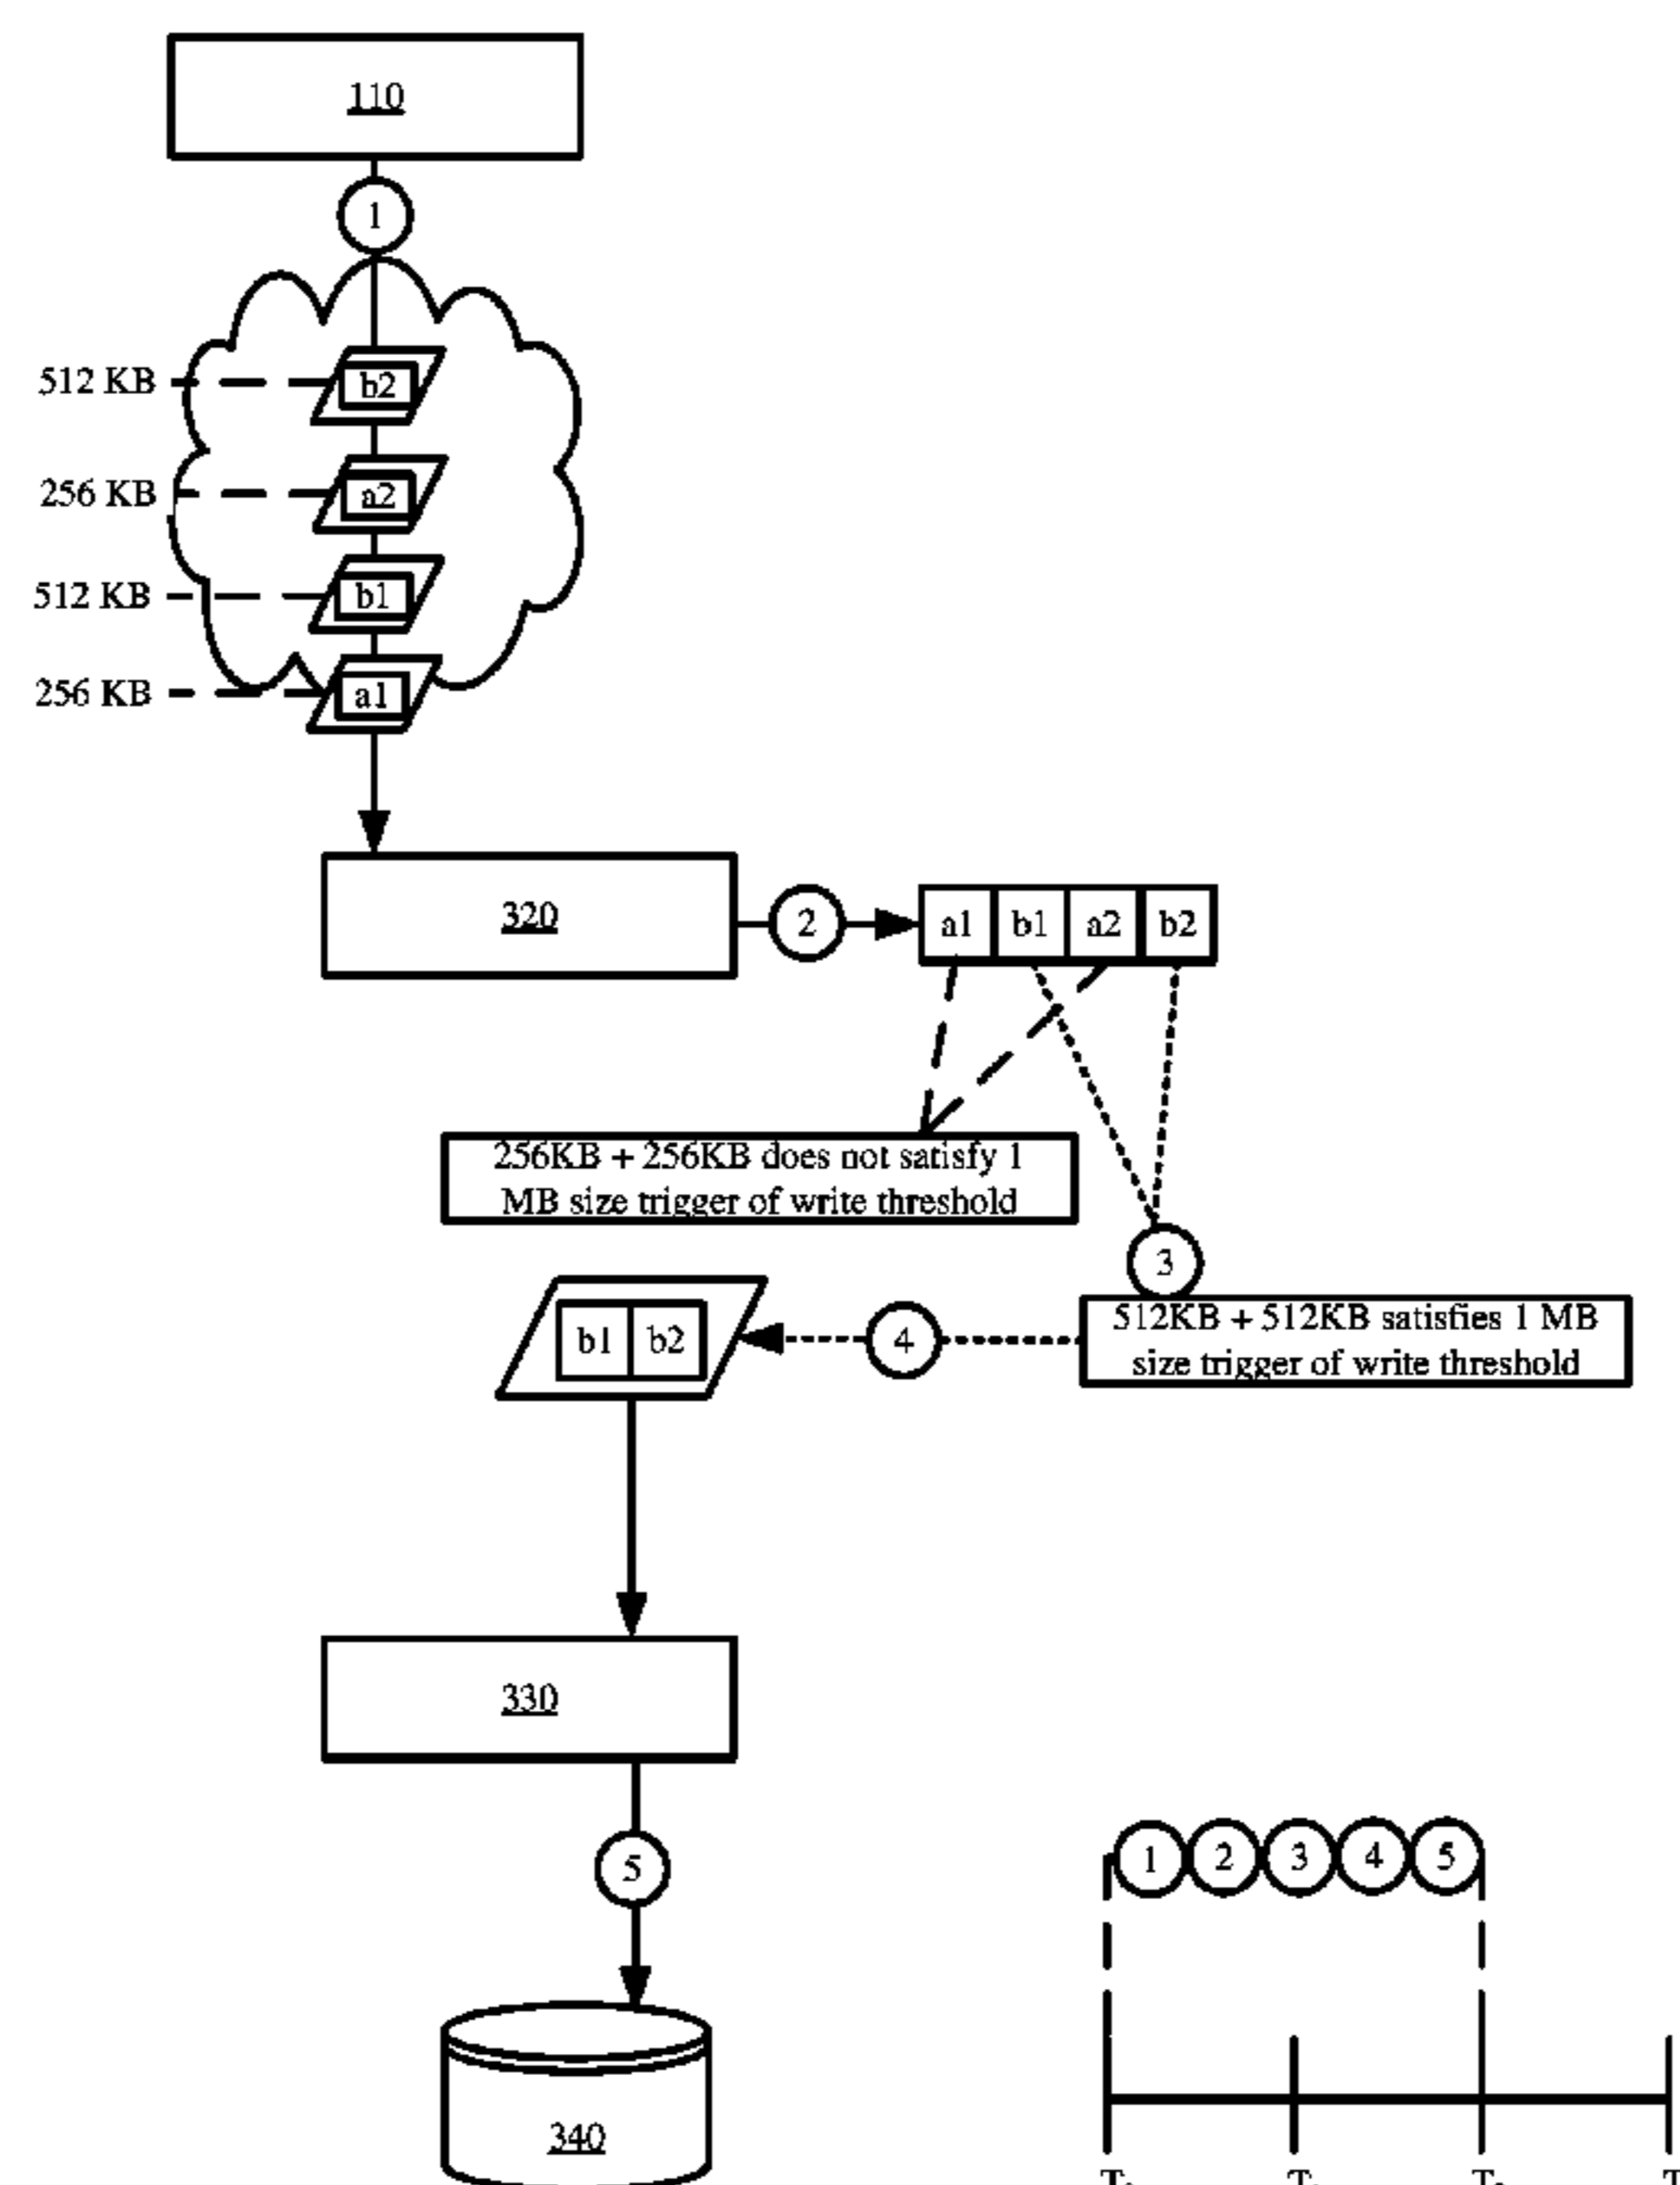 110
1
512 KB
b2
256 KB
a2
512 KB
b1
256 KB
a1
320
2
a1 b1 a2 b2
256KB + 256KB does not satisfy 1
MB size trigger of write threshold
3
512KB + 512KB satisfies 1 MB
size trigger of write threshold
4
b1 b2
330
5
1 2 3 4 5
340